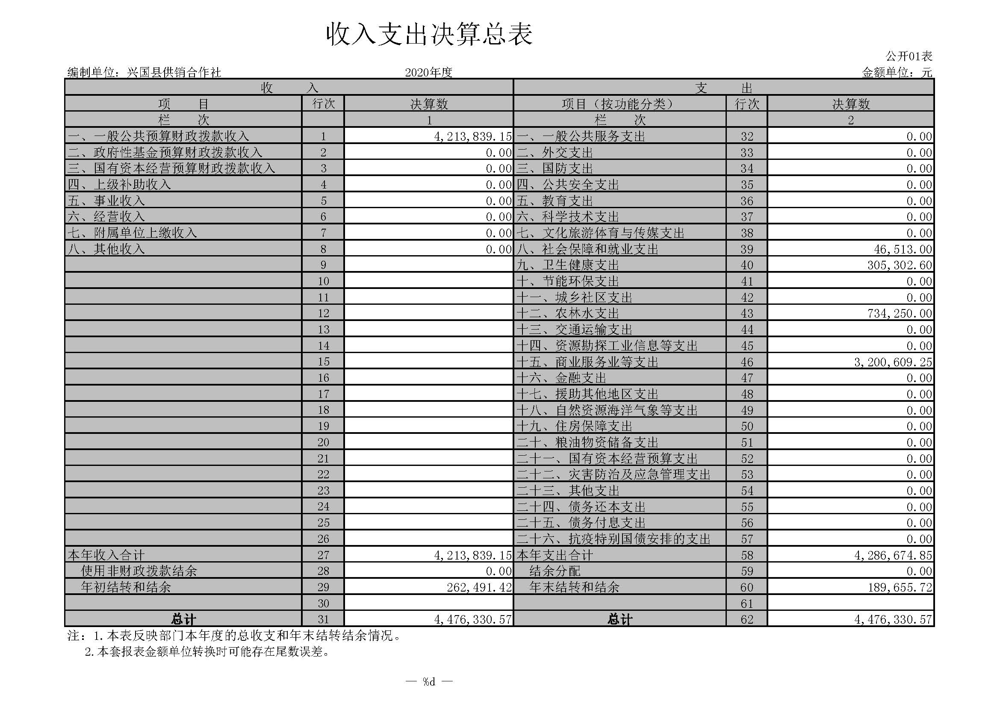 收入支出决算总表
公开01表
编制单位：兴国县供销合作社 2020年度 金额单位：元
收 入 支 出
项 目 行次 决算数 项目（按功能分类） 行次 决算数
栏 次 1 栏 次 2
一、一般公共预算财政拨款收入 1 4,213,839.15 一、一般公共服务支出 32 0.00
二、政府性基金预算财政拨款收入 2 0.00 二、外交支出 33 0.00
三、国有资本经营预算财政拨款收入 3 0.00 三、国防支出 34 0.00
四、上级补助收入 4 0.00 四、公共安全支出 35 0.00
五、事业收入 5 0.00 五、教育支出 36 0.00
六、经营收入 6 0.00 六、科学技术支出 37 0.00
七、附属单位上缴收入 7 0.00 七、文化旅游体育与传媒支出 38 0.00
八、其他收入 8 0.00 八、社会保障和就业支出 39 46,513.00
9 九、卫生健康支出 40 305,302.60
10 十、节能环保支出 41 0.00
11 十一、城乡社区支出 42 0.00
12 十二、农林水支出 43 734,250.00
13 十三、交通运输支出 44 0.00
14 十四、资源勘探工业信息等支出 45 0.00
15 十五、商业服务业等支出 46 3,200,609.25
16 十六、金融支出 47 0.00
17 十七、援助其他地区支出 48 0.00
18 十八、自然资源海洋气象等支出 49 0.00
19 十九、住房保障支出 50 0.00
20 二十、粮油物资储备支出 51 0.00
21 二十一、国有资本经营预算支出 52 0.00
22 二十二、灾害防治及应急管理支出 53 0.00
23 二十三、其他支出 54 0.00
24 二十四、债务还本支出 55 0.00
25 二十五、债务付息支出 56 0.00
26 二十六、抗疫特别国债安排的支出 57 0.00
本年收入合计 27 4,213,839.15 本年支出合计 58 4,286,674.85
使用非财政拨款结余 28 0.00 结余分配 59 0.00
年初结转和结余 29 262,491.42 年末结转和结余 60 189,655.72
30 61
总计 31 4,476,330.57 总计 62 4,476,330.57
注：1.本表反映部门本年度的总收支和年末结转结余情况。
2.本套报表金额单位转换时可能存在尾数误差。
— %d —